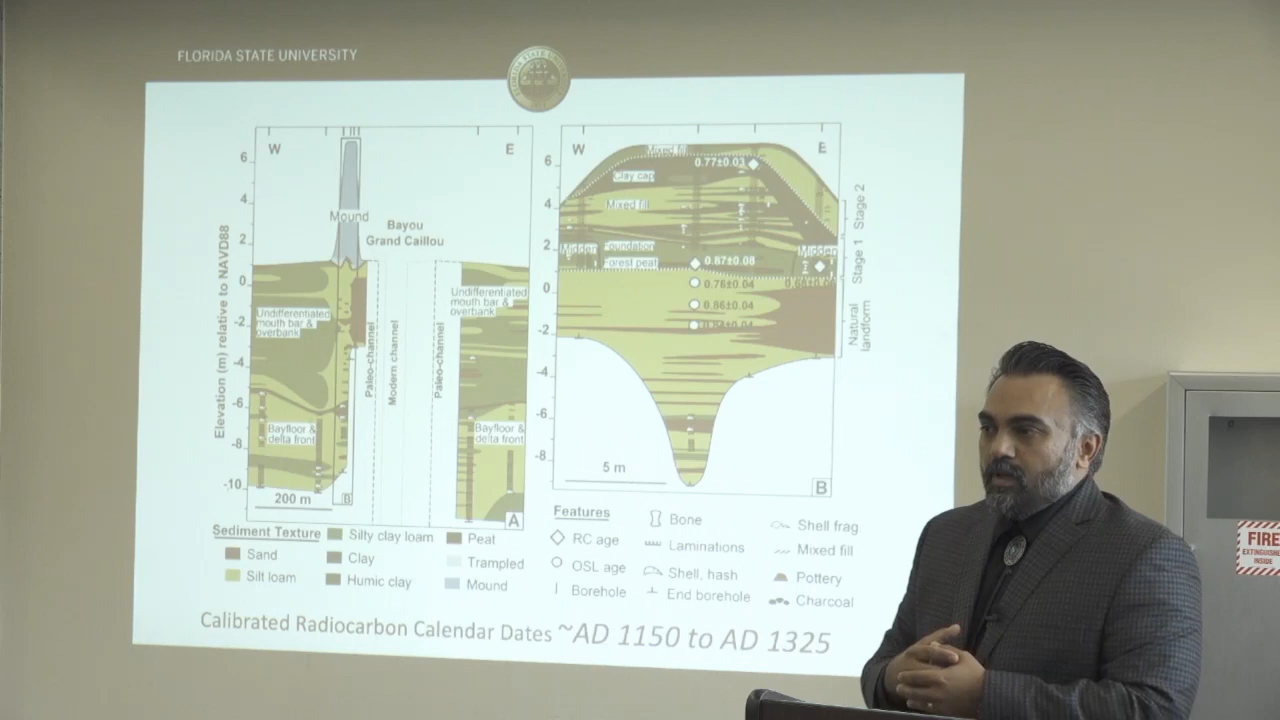 FLORIDA STATE UNIVERSITY
W
E
Mound
Bayou
Grand Caillou
Undifferentiated
mouth bar &
overbank
Undifferentiated
mouth bar &
overbank
Paleo-channel
Modern channel
Paleo-channel
Bayfloor &
delta front
Bayfloor &
delta front
Elevation (m) relative to NAVD88
6
4
2
0
-2
-4
-6
-8
-10
200 m
B
A
W
E
Mixed fill
0.77±0.03
Clay cap
Mixed fill
Midden
Foundation
Midden
Forest peat
0.87±0.08
0.76±0.04
0.86±0.04
6
4
2
0
-2
-4
-6
-8
5 m
B
Stage 2
Stage 1
Natural
landform
Sediment Texture
Sand
Silt loam
Silty clay loam
Clay
Humic clay
Peat
Trampled
Mound
Features
RC age
OSL age
Borehole
Bone
Laminations
Shell, hash
End borehole
Shell frag
Mixed fill
Pottery
Charcoal
Calibrated Radiocarbon Calendar Dates ~AD 1150 to AD 1325
FIRE
EXTINGUISHER
INSIDE